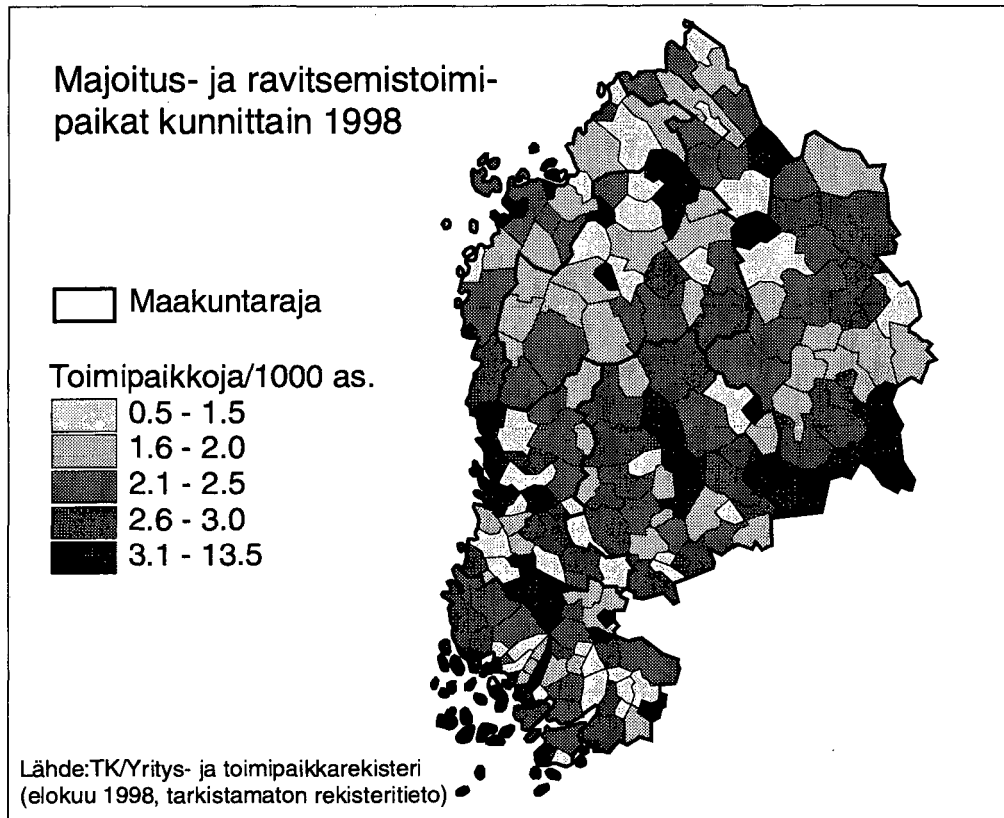 Majoitus- ja ravitsemistoimi-
paikat kunnittain 1998
Maakuntaraja
Toimipaikkoja/1000 as.
0.5 - 1.5
1.6 - 2.0
2.1 - 2.5
2.6 - 3.0
3.1 - 13.5
Lähde:TK/Yritys- ja toimipaikkarekisteri
(elokuu 1998, tarkistamaton rekisteritieto)